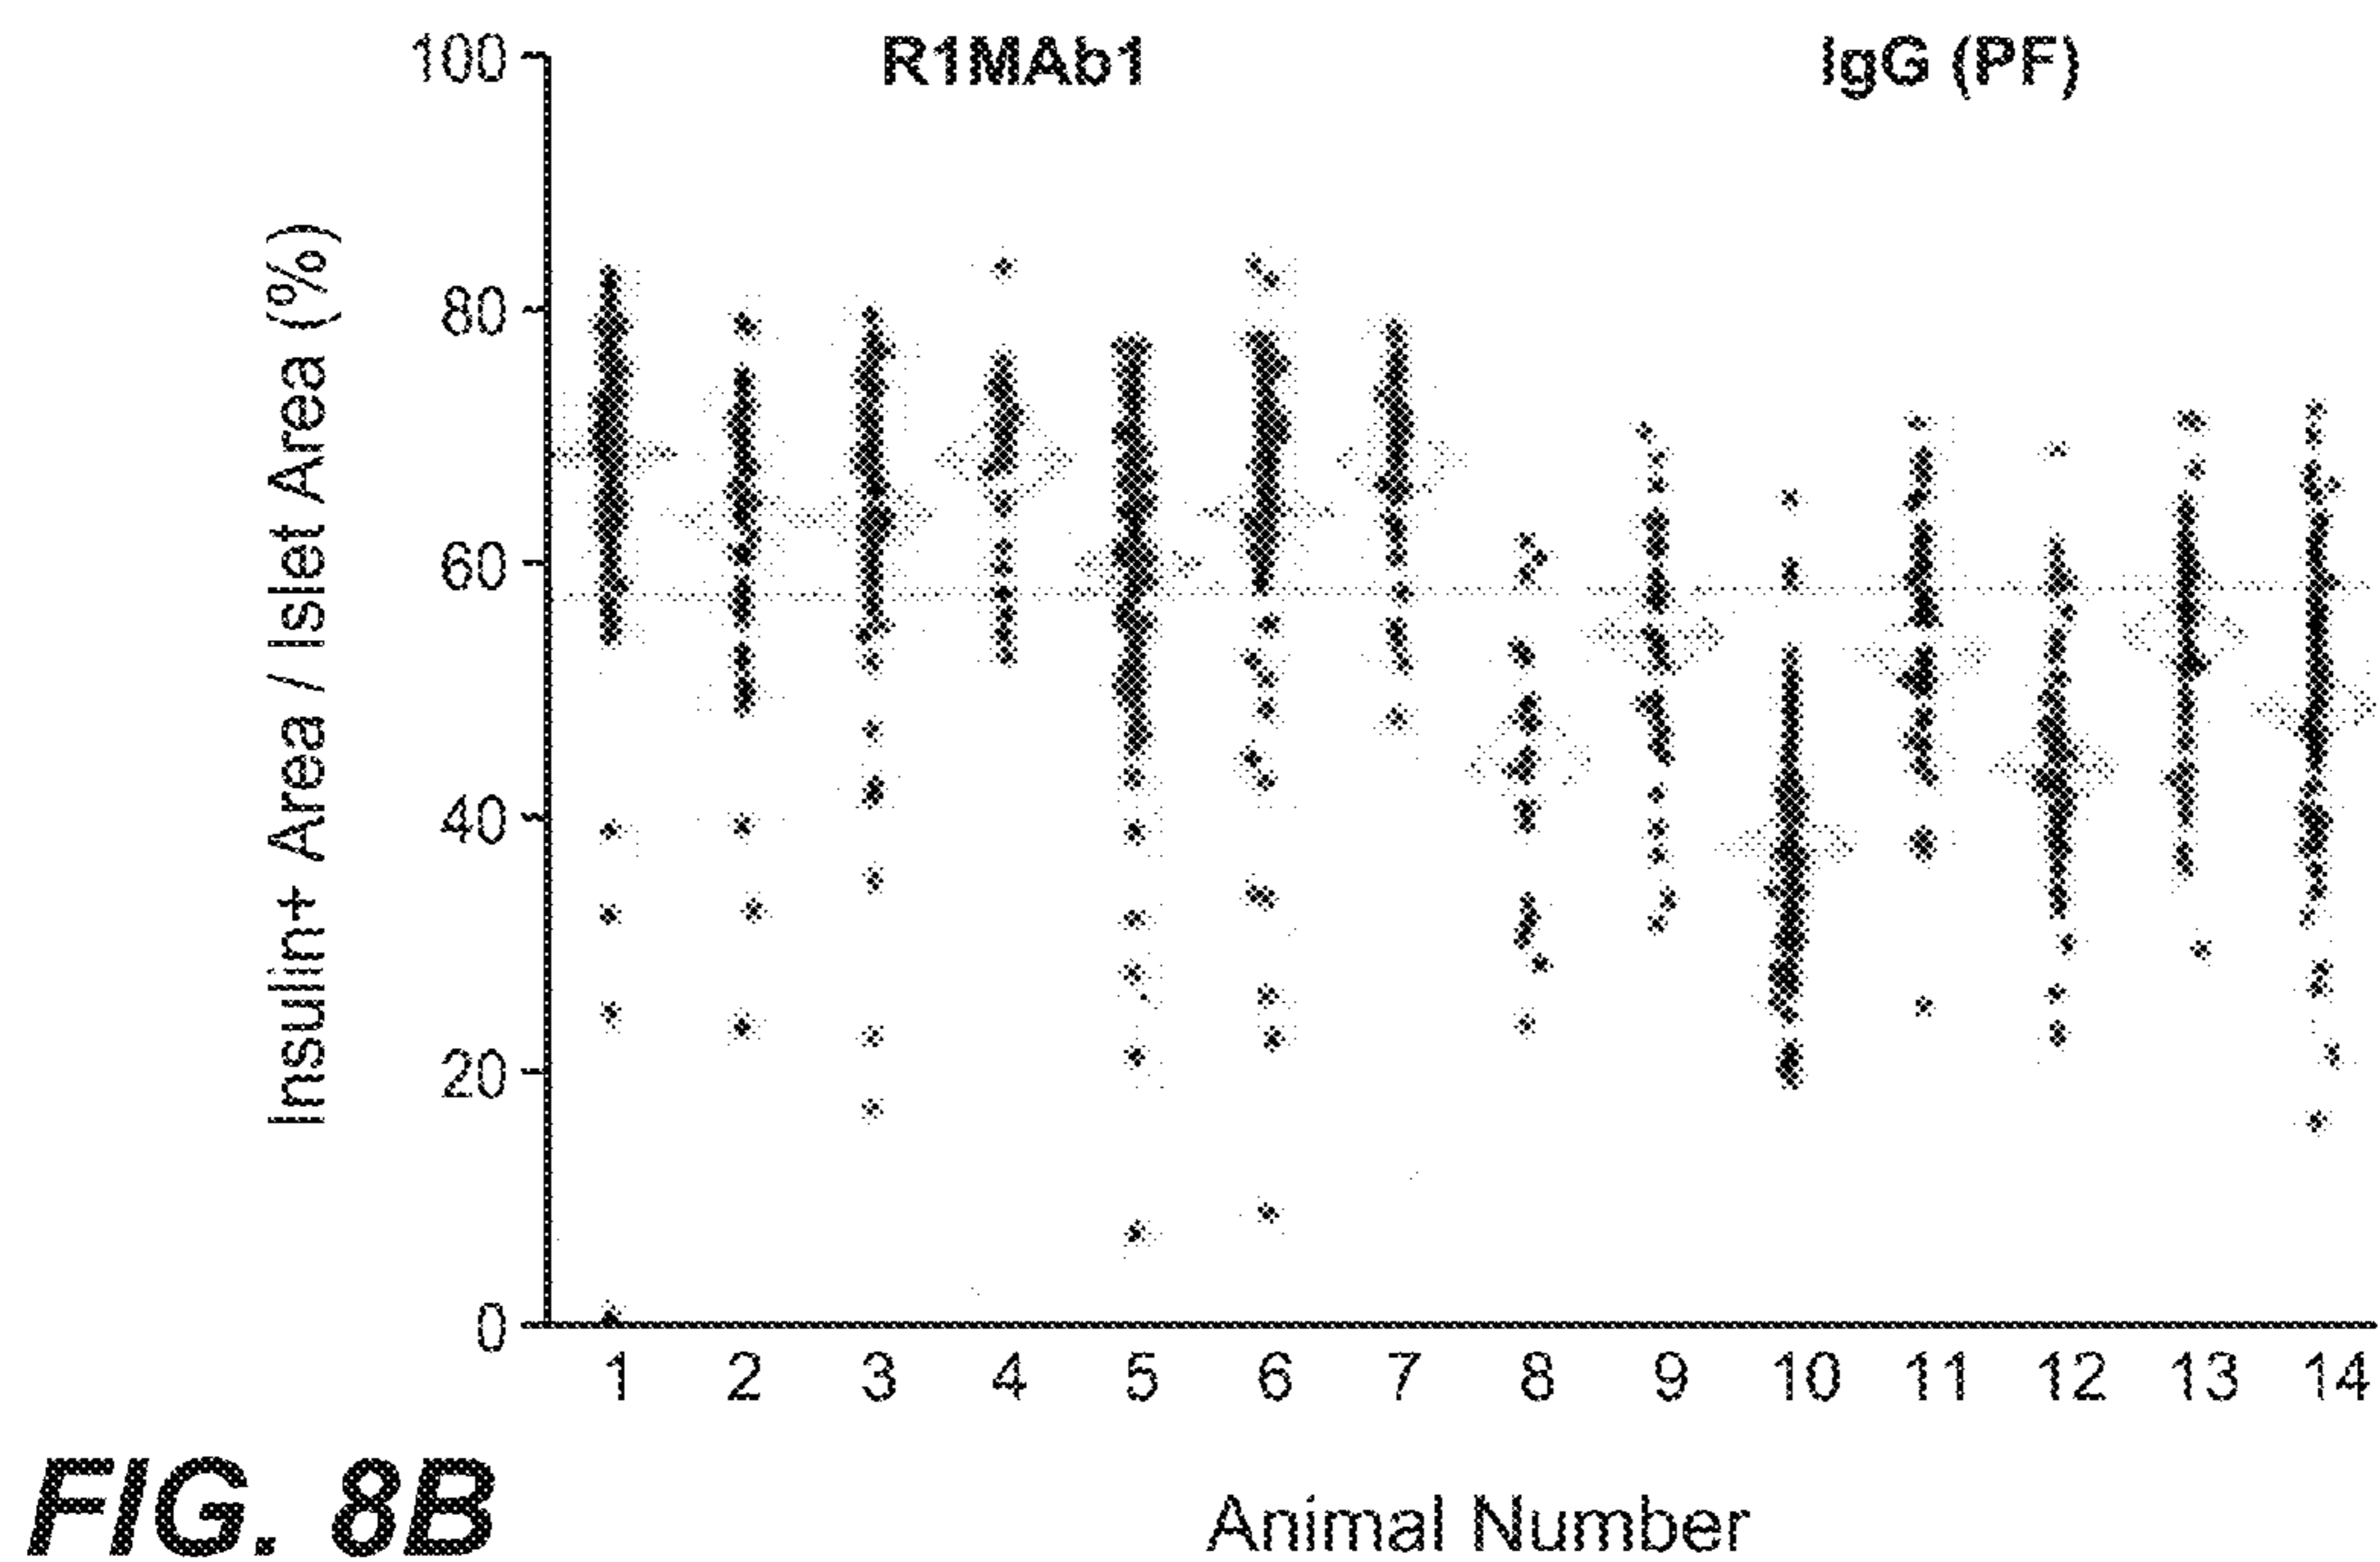 R1MAb1 IgG (PF)
Insulin+ Area / Islet Area (%)
100
80
60
40
20
0
1 2 3 4 5 6 7 8 9 10 11 12 13 14
Animal Number
FIG. 8B